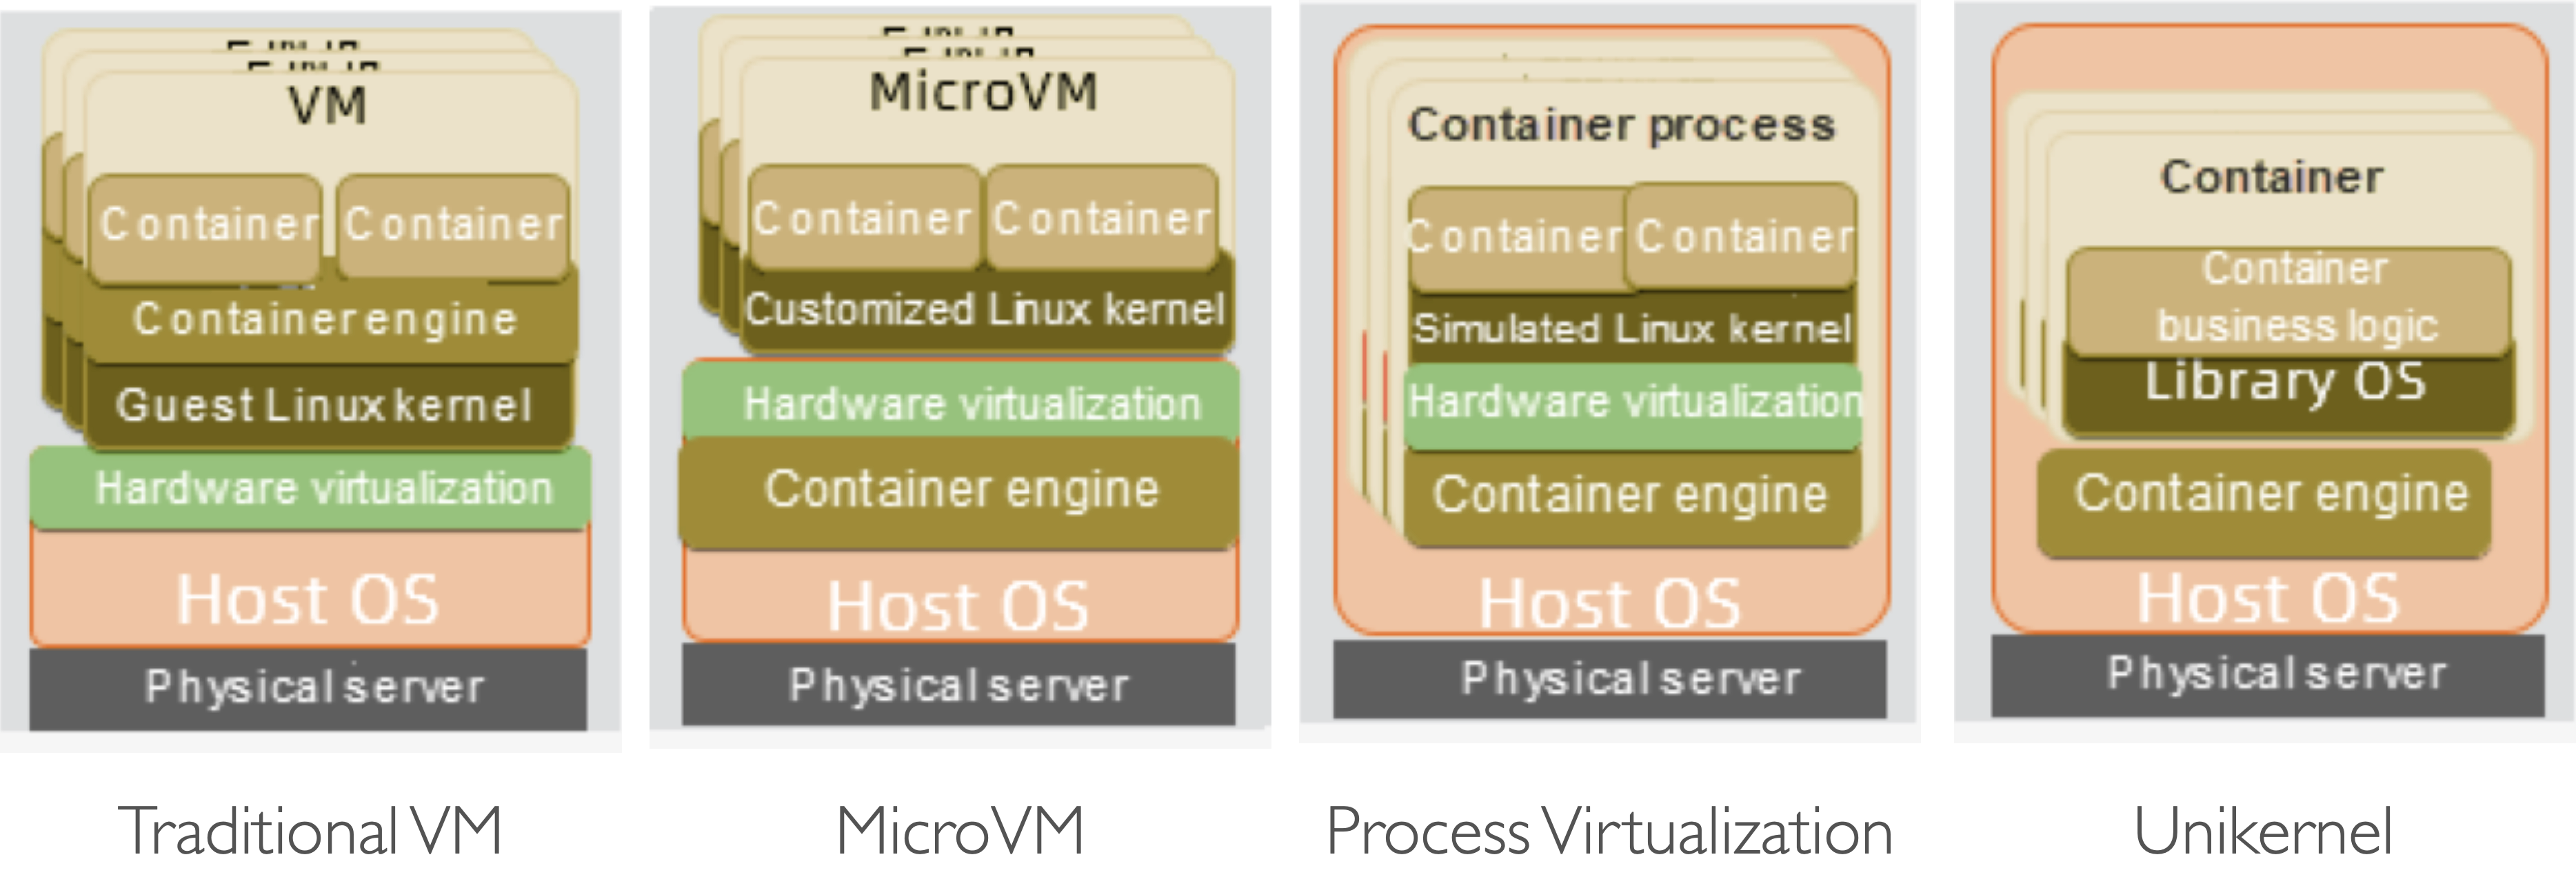 VM
Container
Container
Container engine
Guest Linux kernel
Hardware virtualization
Host OS
Physical server
Traditional VM
MicroVM
Container
Container
Customized Linux kernel
Hardware virtualization
Container engine
Host OS
Physical server
MicroVM
Container process
Container
Container
Simulated Linux kernel
Hardware virtualization
Container engine
Host OS
Physical server
Process Virtualization
Container
Container
business logic
Library OS
Container engine
Host OS
Physical server
Unikernel